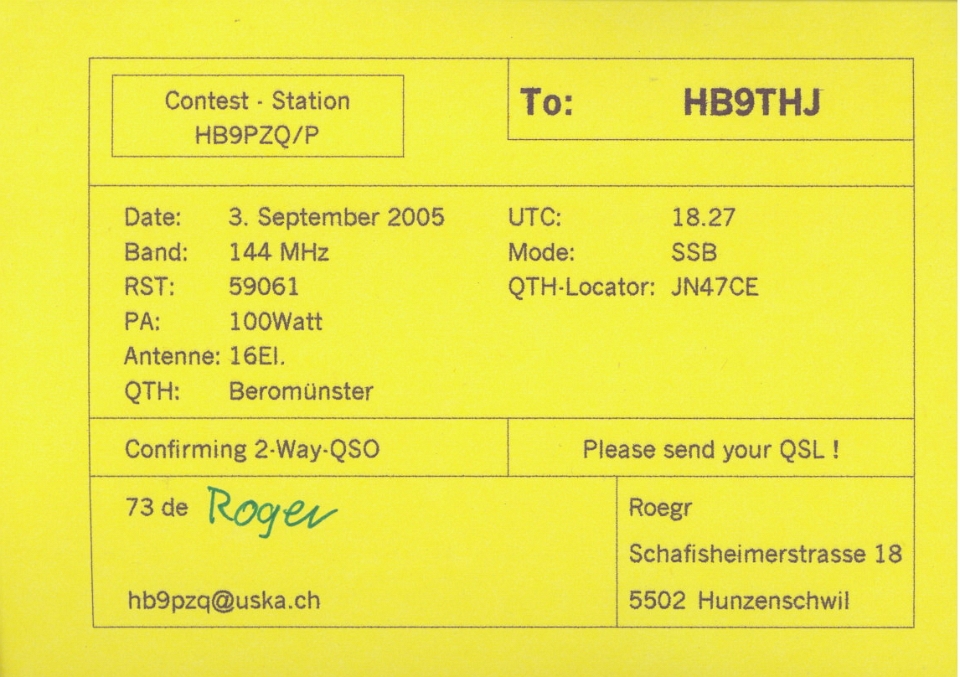 Contest - Station
HB9PZQ/P
To: HB9THJ
Date: 3. September 2005 UTC: 18.27
Band: 144 MHz Mode: SSB
RST: 59061 QTH-Locator: JN47CE
PA: 100Watt
Antenne: 16El.
QTH: Beromünster
Confirming 2-Way-QSO Please send your QSL !
73 de Roger
hb9pzq@uska.ch
Roegr
Schafisheimerstrasse 18
5502 Hunzenschwil